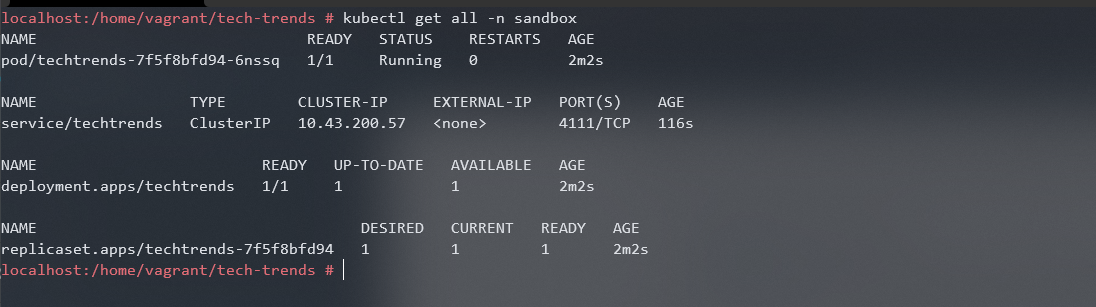 localhost:/home/vagrant/tech-trends # kubectl get all -n sandbox
NAME READY STATUS RESTARTS AGE
pod/techtrends-7f5f8bfd94-6nssq 1/1 Running 0 2m2s
NAME TYPE CLUSTER-IP EXTERNAL-IP PORT(S) AGE
service/techtrends ClusterIP 10.43.200.57 <none> 4111/TCP 116s
NAME READY UP-TO-DATE AVAILABLE AGE
deployment.apps/techtrends 1/1 1 1 2m2s
NAME DESIRED CURRENT READY AGE
replicaset.apps/techtrends-7f5f8bfd94 1 1 1 2m2s
localhost:/home/vagrant/tech-trends #